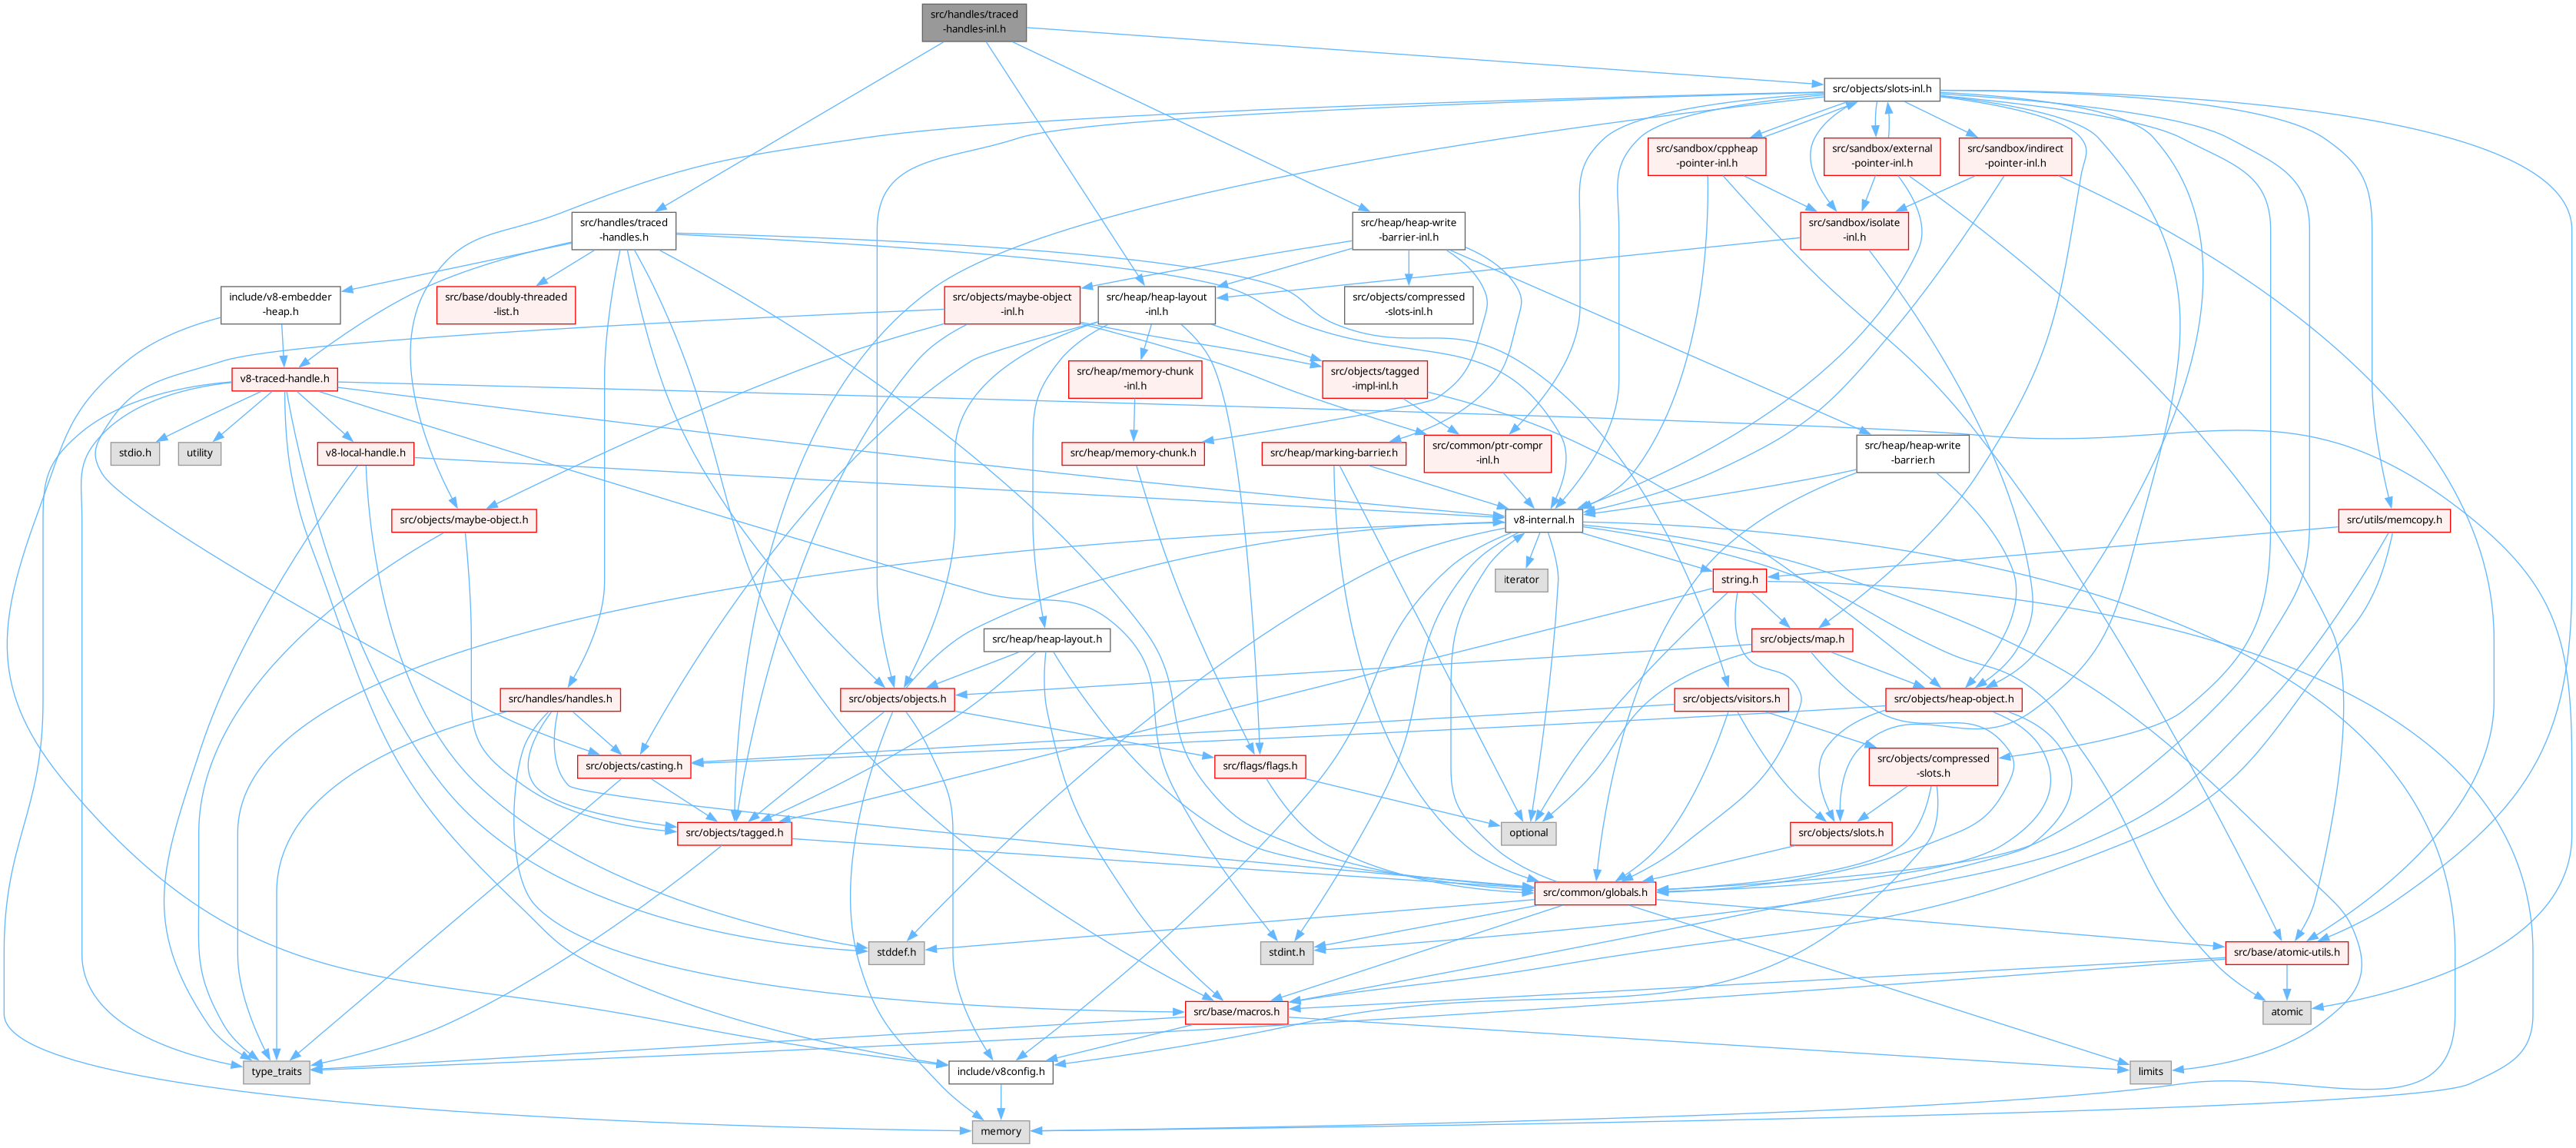 src/handles/traced
-handles-inl.h
src/objects/slots-inl.h
src/sandbox/cppheap
-pointer-inl.h
src/sandbox/external
-pointer-inl.h
src/sandbox/indirect
-pointer-inl.h
src/handles/traced
-handles.h
src/heap/heap-write
-barrier-inl.h
src/sandbox/isolate
-inl.h
include/v8-embedder
-heap.h
src/base/doubly-threaded
-list.h
src/objects/maybe-object
-inl.h
src/heap/heap-layout
-inl.h
src/objects/compressed
-slots-inl.h
v8-traced-handle.h
src/heap/memory-chunk
-inl.h
src/objects/tagged
-impl-inl.h
stdio.h
utility
v8-local-handle.h
src/heap/memory-chunk.h
src/heap/marking-barrier.h
src/common/ptr-compr
-inl.h
src/heap/heap-write
-barrier.h
src/objects/maybe-object.h
v8-internal.h
src/utils/memcopy.h
iterator
string.h
src/heap/heap-layout.h
src/objects/map.h
src/handles/handles.h
src/objects/objects.h
src/objects/visitors.h
src/objects/heap-object.h
src/objects/casting.h
src/flags/flags.h
src/objects/compressed
-slots.h
src/objects/tagged.h
optional
src/objects/slots.h
src/common/globals.h
stddef.h
stdint.h
src/base/atomic-utils.h
src/base/macros.h
atomic
type_traits
include/v8config.h
limits
memory